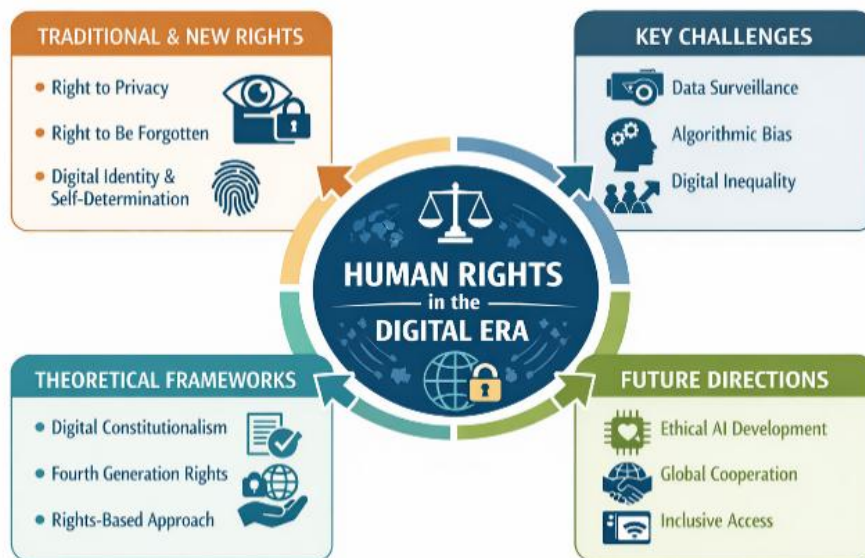 TRADITIONAL & NEW RIGHTS
• Right to Privacy
• Right to Be Forgotten
• Digital Identity &
Self-Determination
KEY CHALLENGES
Data Surveillance
Algorithmic Bias
Digital Inequality
HUMAN RIGHTS
in the
DIGITAL ERA
THEORETICAL FRAMEWORKS
• Digital Constitutionalism
• Fourth Generation Rights
• Rights-Based Approach
FUTURE DIRECTIONS
Ethical AI Development
Global Cooperation
Inclusive Access